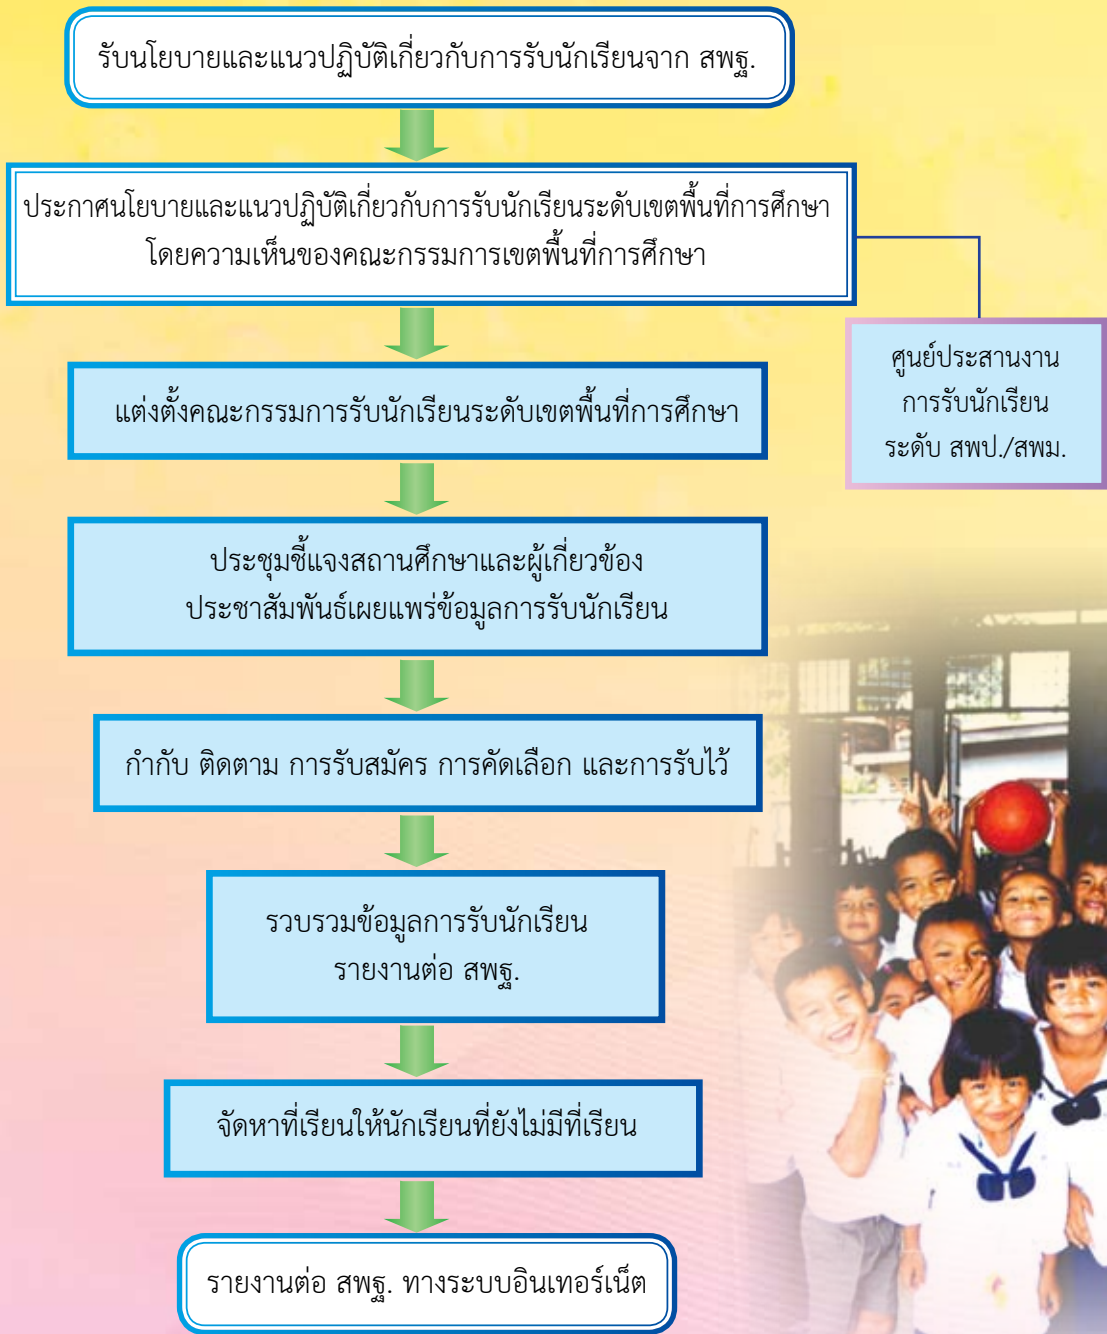 รับนโยบายและแนวปฏิบัติเกี่ยวกับการรับนักเรียนจาก สพฐ.
ประกาศนโยบายและแนวปฏิบัติเกี่ยวกับการรับนักเรียนระดับเขตพื้นที่การศึกษา
โดยความเห็นของคณะกรรมการเขตพื้นที่การศึกษา
ศูนย์ประสานงาน
การรับนักเรียน
ระดับ สพป./สพม.
แต่งตั้งคณะกรรมการรับนักเรียนระดับเขตพื้นที่การศึกษา
ประชุมชี้แจงสถานศึกษาและผู้เกี่ยวข้อง
ประชาสัมพันธ์เผยแพร่ข้อมูลการรับนักเรียน
กำกับ ติดตาม การรับสมัคร การคัดเลือก และการรับไว้
รวบรวมข้อมูลการรับนักเรียน
รายงานต่อ สพฐ.
จัดหาที่เรียนให้นักเรียนที่ยังไม่มีที่เรียน
รายงานต่อ สพฐ. ทางระบบอินเทอร์เน็ต